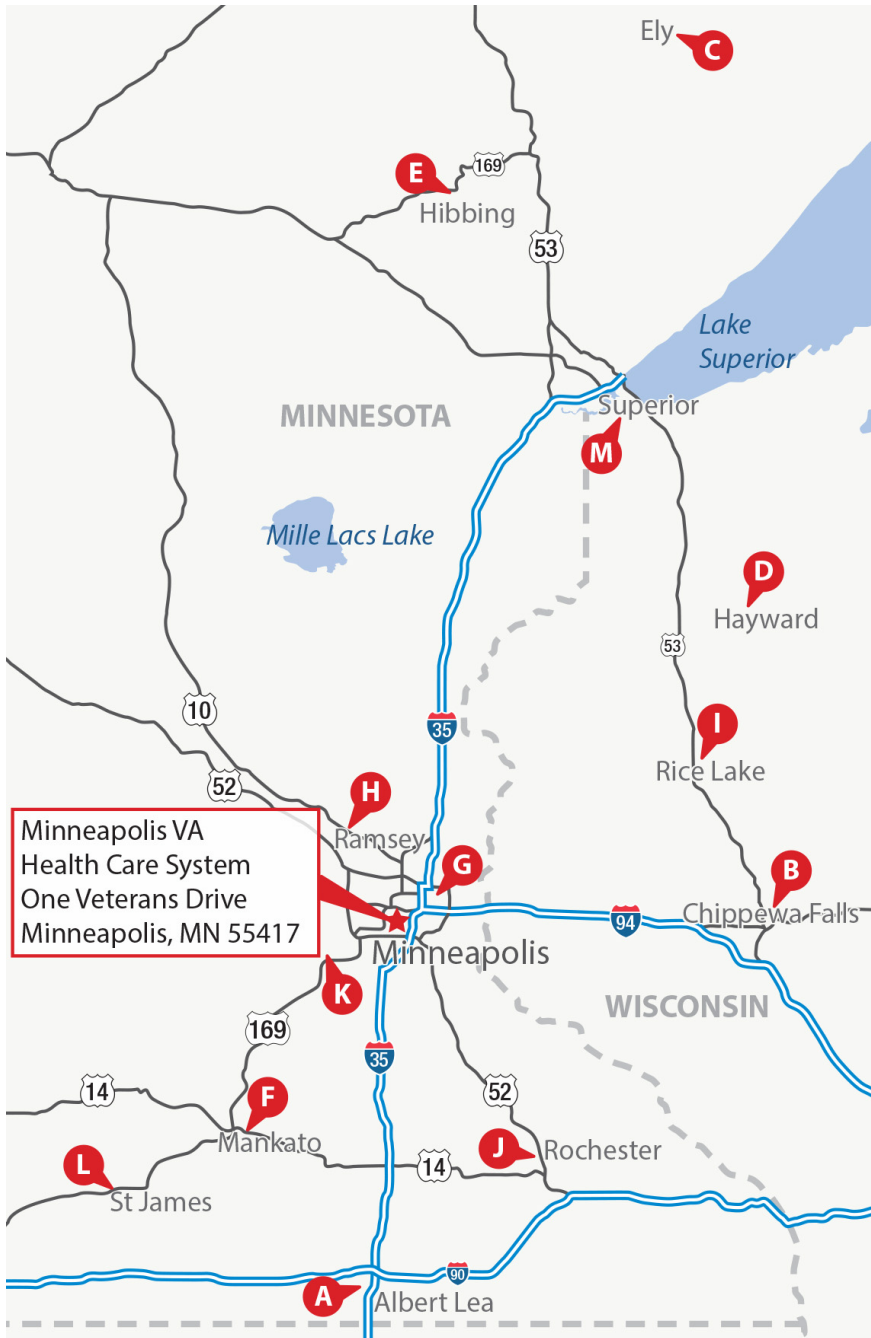 Ely
C
E
169
Hibbing
53
Lake
Superior
MINNESOTA
Superior
M
Mille Lacs Lake
D
Hayward
53
10
35
I
Rice Lake
52
H
Ramsey
Minneapolis VA
Health Care System
One Veterans Drive
Minneapolis, MN 55417
G
B
Chippewa Falls
94
Minneapolis
K
WISCONSIN
169
35
14
52
F
Mankato
J
Rochester
14
L
St James
90
A
Albert Lea